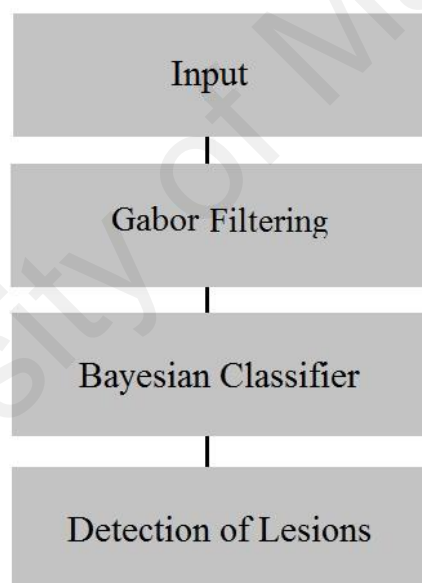 Input
Gabor Filtering
Bayesian Classifier
Detection of Lesions